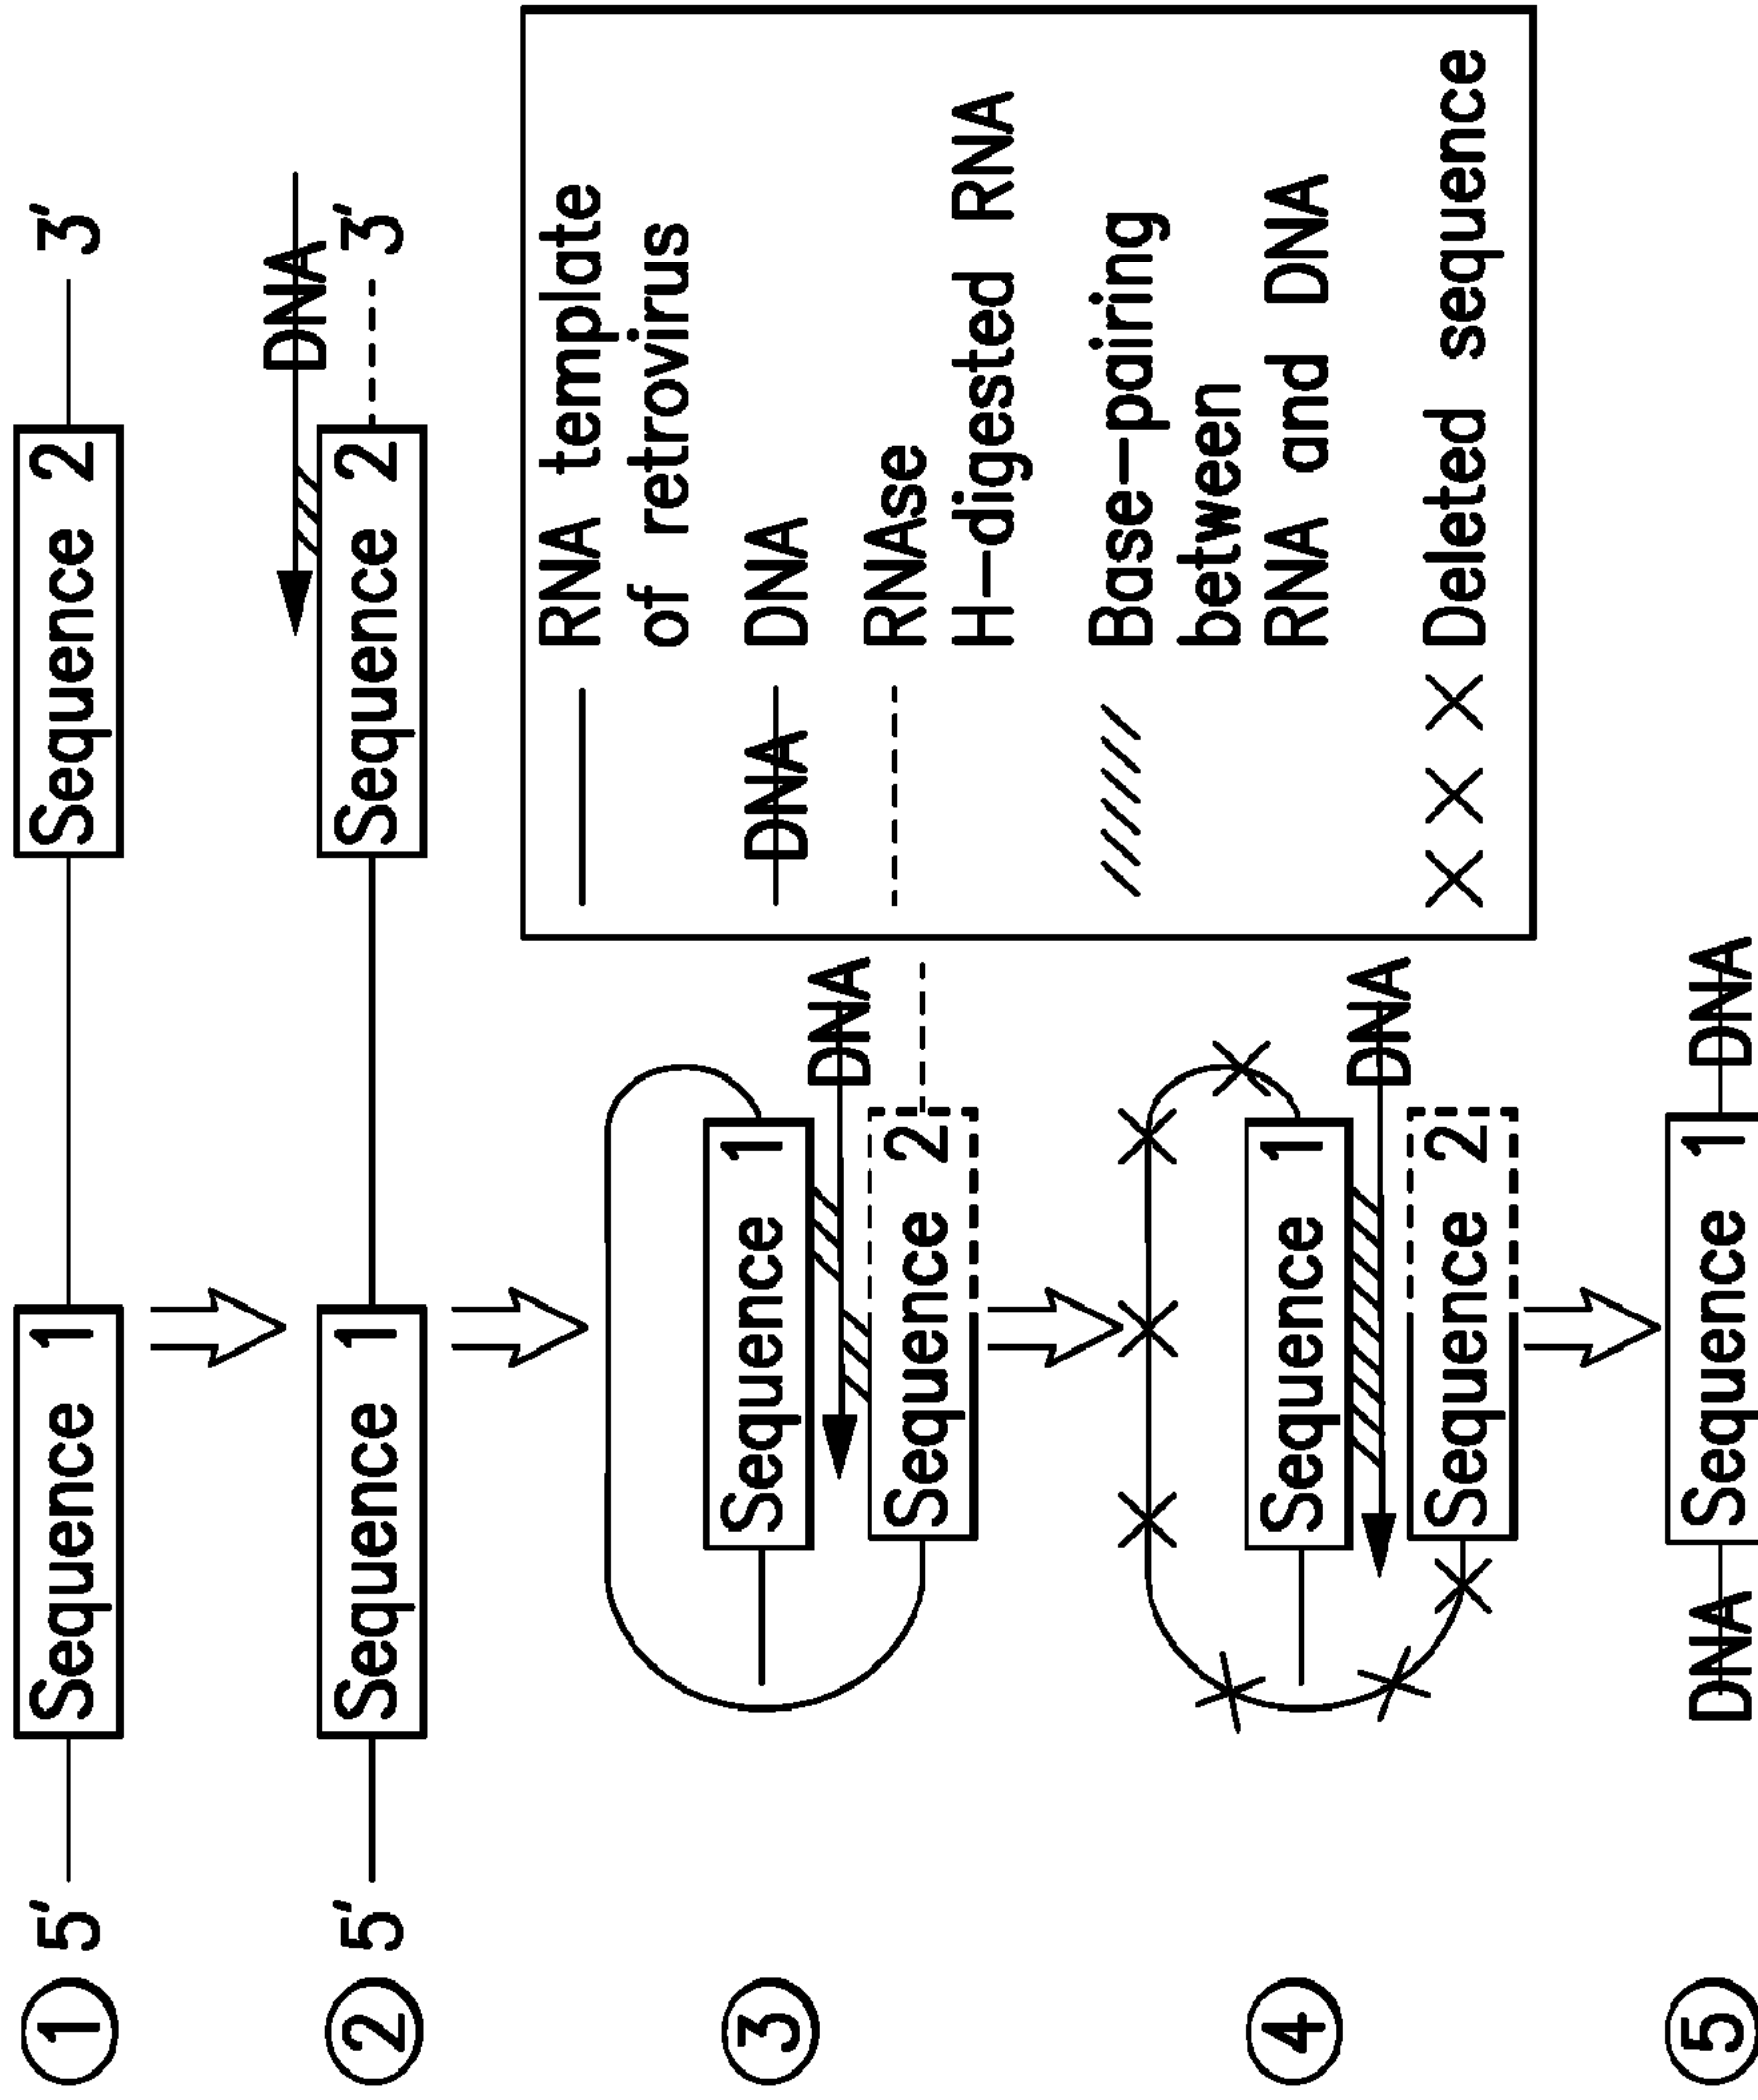 1 5′ Sequence 1 Sequence 2 3′
DNA
2 5′ Sequence 1 Sequence 2 3′
3
Sequence 1
DNA
Sequence 2
4
Sequence 1
DNA
Sequence 2
5 DNA Sequence 1 DNA
RNA template
of retrovirus
DNA DNA
RNAse
H-digested RNA
Base-pairing
between
RNA and DNA
Deleted sequence